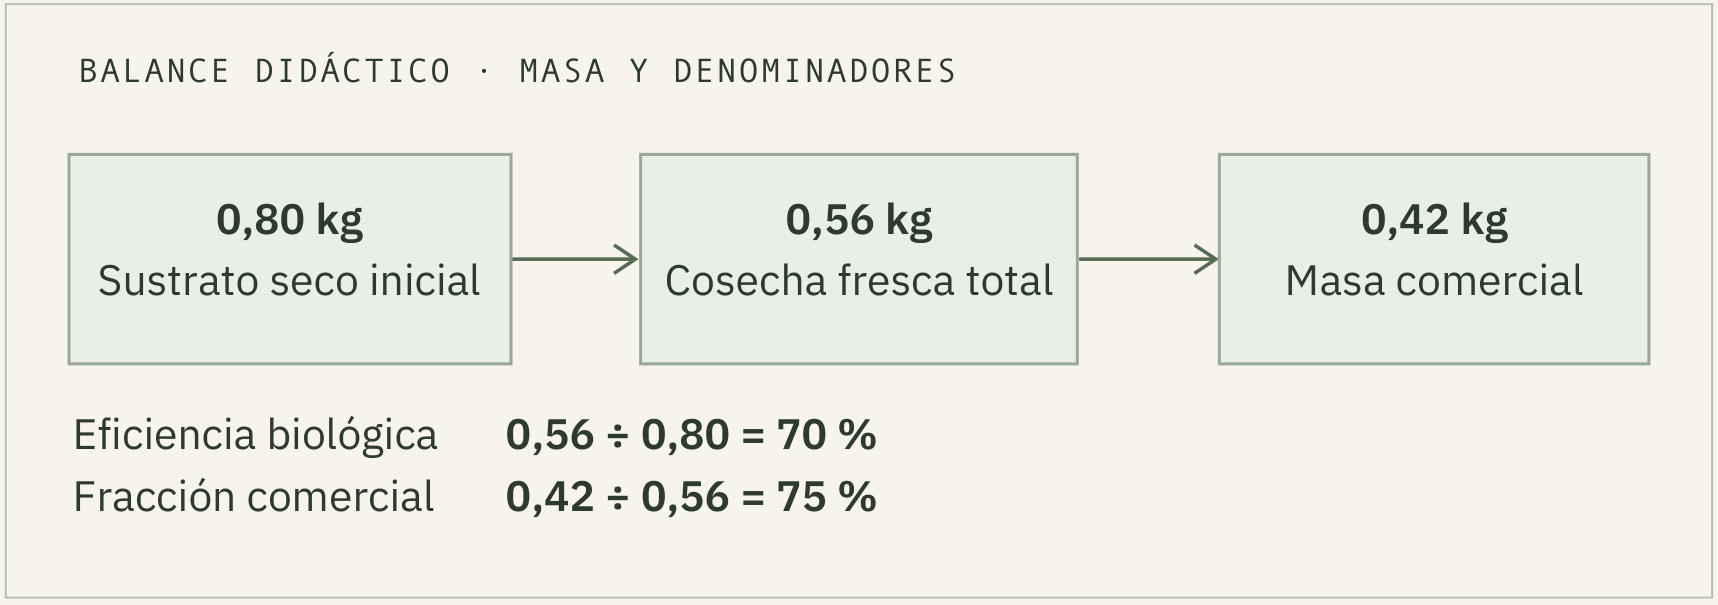 BALANCE DIDÁCTICO · MASA Y DENOMINADORES
0,80 kg
Sustrato seco inicial
0,56 kg
Cosecha fresca total
0,42 kg
Masa comercial
Eficiencia biológica 0,56 ÷ 0,80 = 70 %
Fracción comercial 0,42 ÷ 0,56 = 75 %